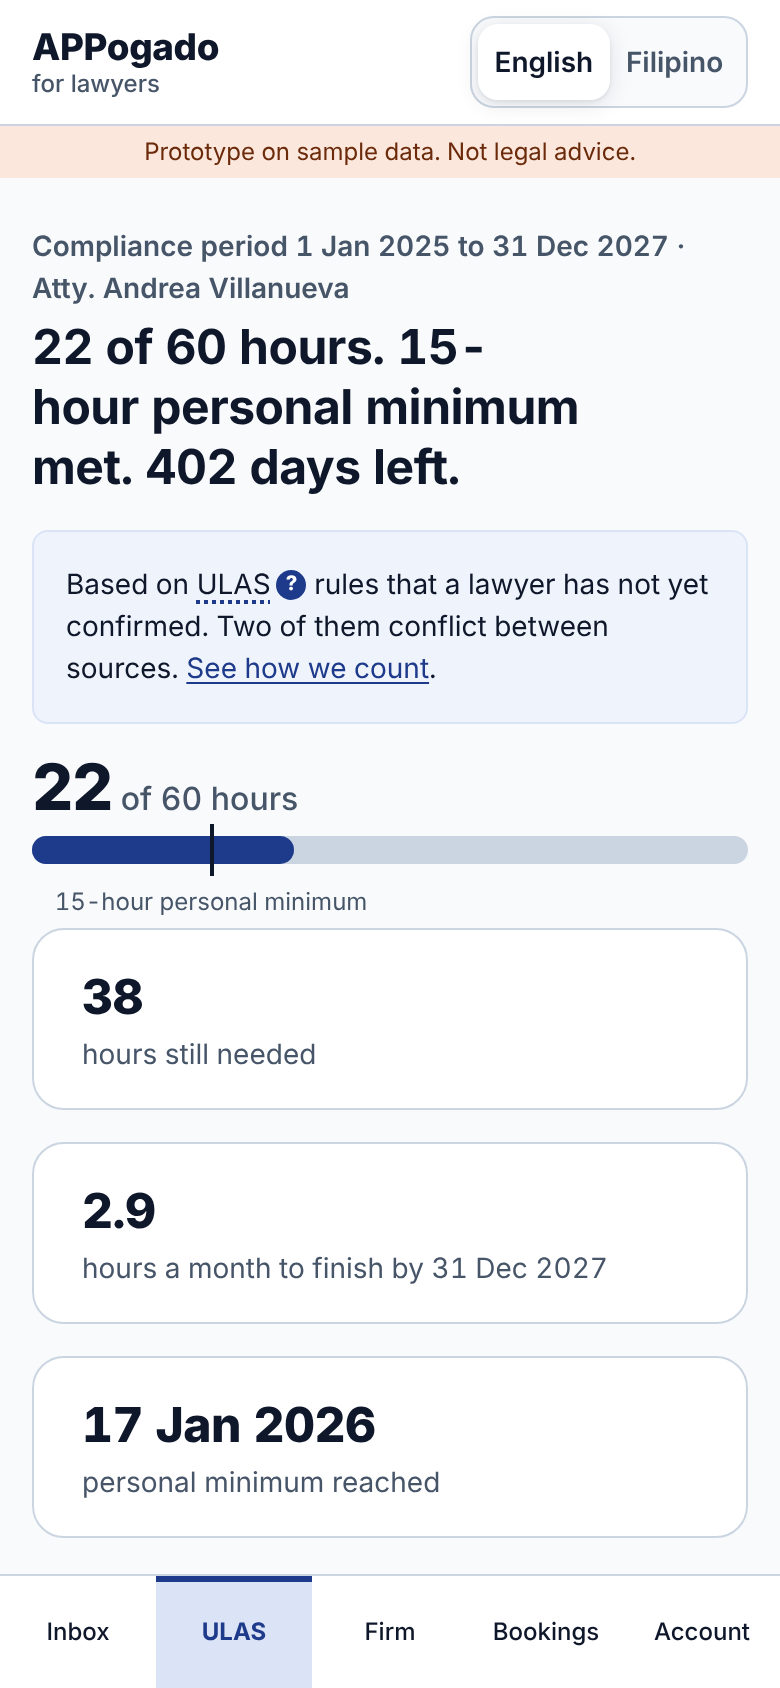 APPogado
for lawyers
English
Filipino
Prototype on sample data. Not legal advice.
Compliance period 1 Jan 2025 to 31 Dec 2027 ·
Atty. Andrea Villanueva
22 of 60 hours. 15-
hour personal minimum
met. 402 days left.
Based on ULAS ? rules that a lawyer has not yet
confirmed. Two of them conflict between
sources. See how we count.
22 of 60 hours
15-hour personal minimum
38
hours still needed
2.9
hours a month to finish by 31 Dec 2027
17 Jan 2026
personal minimum reached
Inbox
ULAS
Firm
Bookings
Account